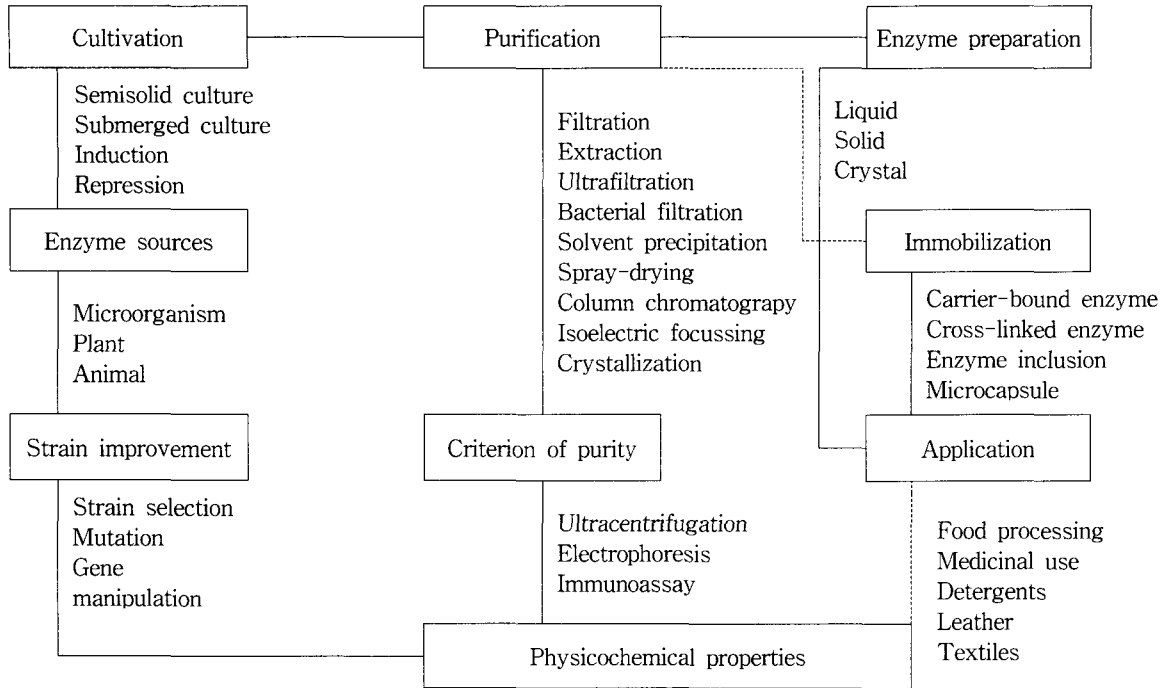 Cultivation
Purification
Enzyme preparation
Semisolid culture
Submerged culture
Induction
Repression
Filtration
Extraction
Ultrafiltration
Bacterial filtration
Solvent precipitation
Spray-drying
Column chromatograpy
Isoelectric focussing
Crystallization
Liquid
Solid
Crystal
Enzyme sources
Immobilization
Microorganism
Plant
Animal
Carrier-bound enzyme
Cross-linked enzyme
Enzyme inclusion
Microcapsule
Strain improvement
Criterion of purity
Application
Strain selection
Mutation
Gene
manipulation
Ultracentrifugation
Electrophoresis
Immunoassay
Food processing
Medicinal use
Detergents
Leather
Textiles
Physicochemical properties